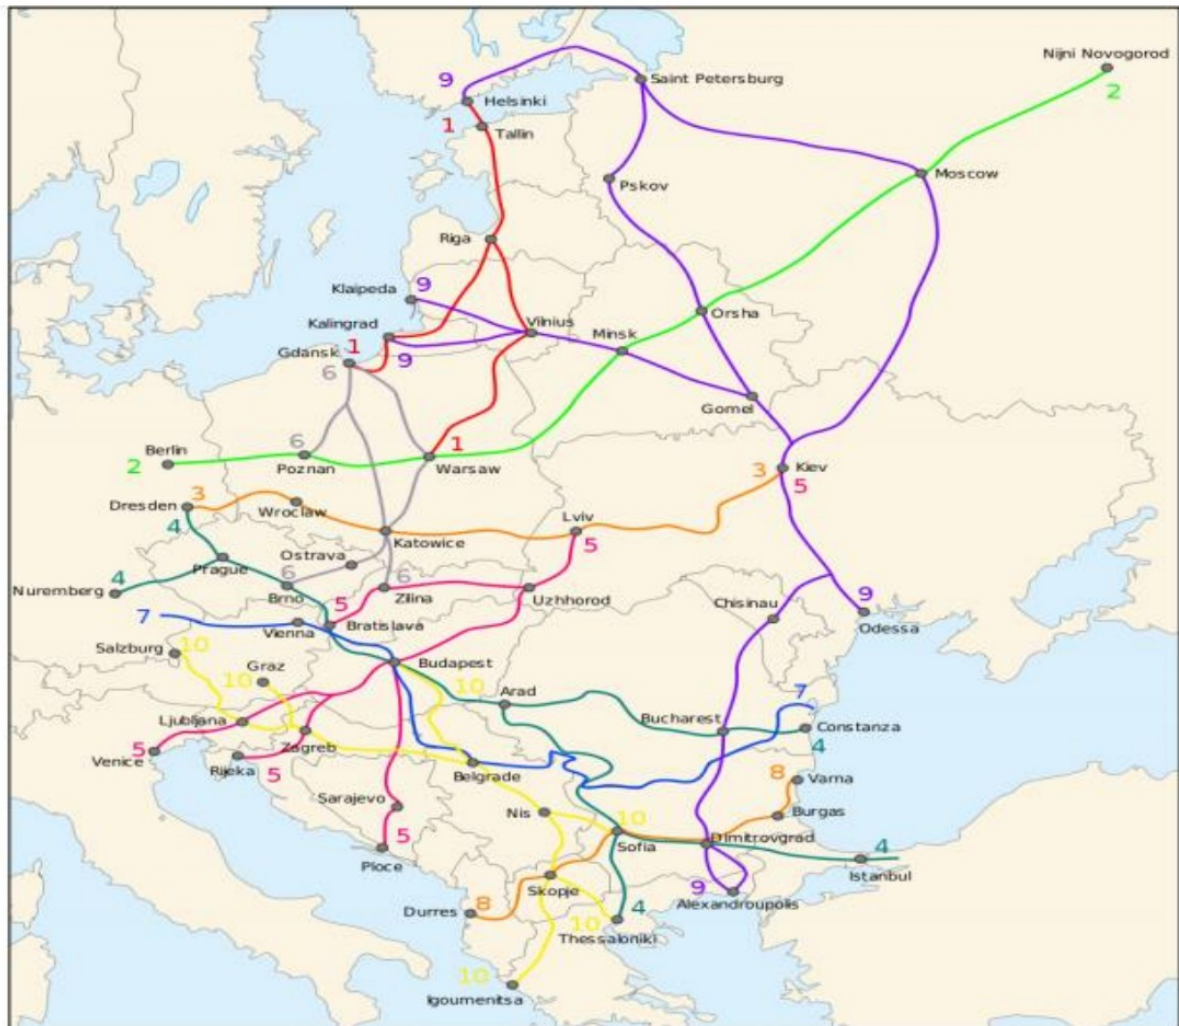 Nijni Novogorod
9
Saint Petersburg
2
Helsinki
1
Tallin
Moscow
Pskov
Riga
Klaipeda
9
Kalingrad
Vilnius
Orsha
Minsk
1
Gdansk
9
6
Gomel
Berlin
6
1
2
Poznan
Warsaw
3
Kiev
5
Dresden
3
Wroclaw
Lviv
4
Katowice
5
Ostrava
Prague
6
6
Nuremberg
4
Brno
Zilina
Uzhhorod
5
Chisinau
9
7
Vienna
Bratislava
Odessa
Salzburg
10
Graz
Budapest
10
10
Arad
7
Ljubljana
Bucharest
Constanza
Zagreb
4
Venice
5
Rijeka
5
Belgrade
8
Varna
Sarajevo
Nis
10
Burgas
5
Sofia
Dimitrovgrad
4
Ploce
Istanbul
Skopje
9
Alexandroupolis
Durres
8
4
10
Thessaloniki
10
Igoumenitsa